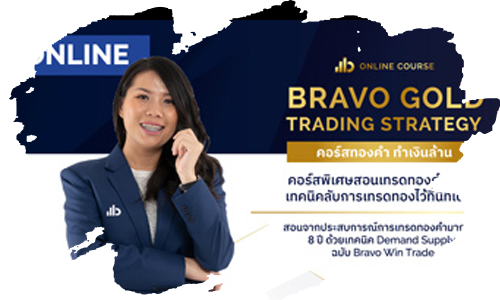 ONLINE
ONLINE COURSE
BRAVO GOLD
TRADING STRATEGY
คอร์สทองคำ ทำเงินล้าน
คอร์สพิเศษสอนเทรดทอง
เทคนิคลับการเทรดทองไว้
สอนจากประสบการณ์การเทรดทองคำมา
8 ปี ด้วยเทคนิค Demand Supply
ฉบับ Bravo Win Trade